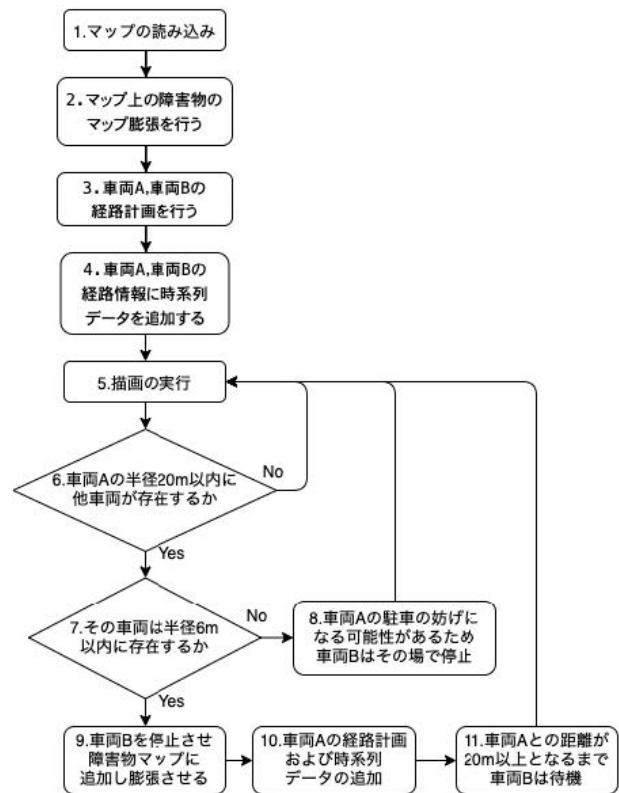 1.マップの読み込み
2.マップ上の障害物の
マップ膨張を行う
3.車両A,車両Bの
経路計画を行う
4.車両A,車両Bの
経路情報に時系列
データを追加する
5.描画の実行
6.車両Aの半径20m以内に
他車両が存在するか
No
Yes
7.その車両は半径6m
以内に存在するか
No
8.車両Aの駐車の妨げに
なる可能性があるため
車両Bはその場で停止
Yes
9.車両Bを停止させ
障害物マップに
追加し膨張させる
10.車両Aの経路計画
および時系列
データの追加
11.車両Aとの距離が
20m以上となるまで
車両Bは待機